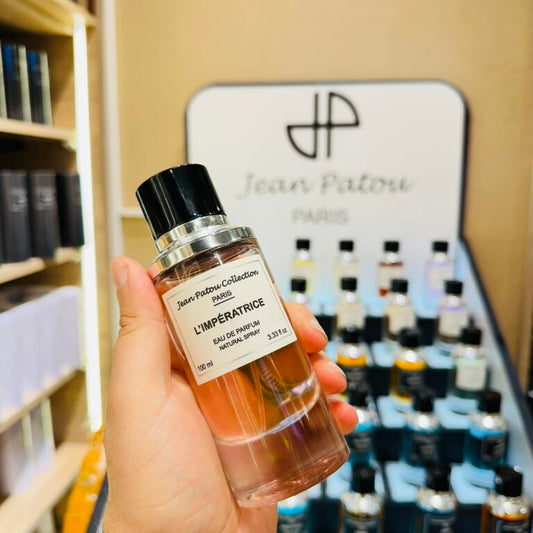 JP
Jean Patou
PARIS
Jean Patou Collection
PARIS
L'IMPÉRATRICE
EAU DE PARFUM
NATURAL SPRAY
100 ml
3.33 fl.oz